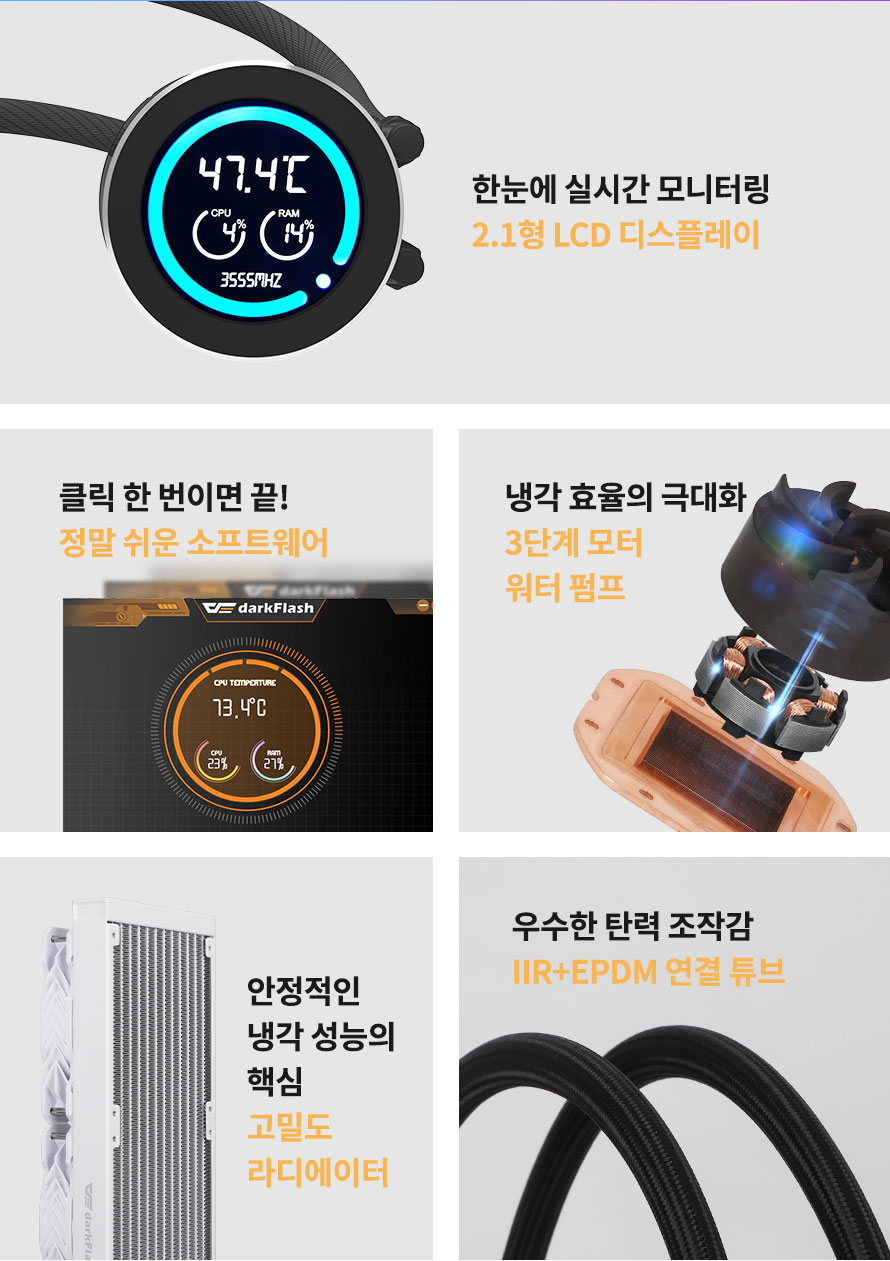 47.4℃
CPU
4%
RAM
14%
3555MHZ
한눈에 실시간 모니터링
2.1형 LCD 디스플레이
클릭 한 번이면 끝!
정말 쉬운 소프트웨어
darkFlash
darkFlash
CPU TEMPERTURE
73.4°C
CPU
23%
RAM
27%
냉각 효율의 극대화
3단계 모터
워터 펌프
안정적인
냉각 성능의
핵심
고밀도
라디에이터
darkFla
우수한 탄력 조작감
IIR+EPDM 연결 튜브